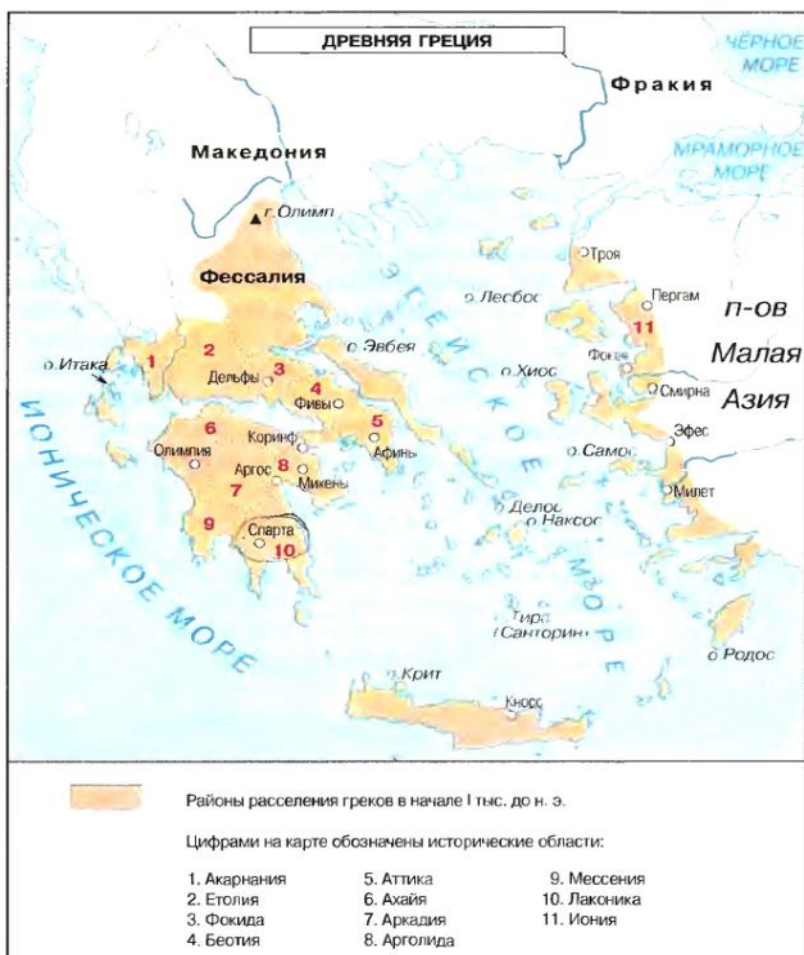 ДРЕВНЯЯ ГРЕЦИЯ
ЧЁРНОЕ
МОРЕ
Фракия
Македония
МРАМОРНОЕ
МОРЕ
г. Олимп
Троя
Фессалия
о. Лесбос
Пергам
п-ов
11
Малая
Азия
ЭГЕЙСКОЕ МОРЕ
о. Эвбея
о. Итака
1
2
3
Дельфы
4
Фивы
о. Хиос
Фокея
Смирна
5
Афины
6
Коринф
Олимпия
Аргос
8
Микены
7
о. Самос
Эфес
Милет
9
Спарта
10
о. Делос
о. Наксос
ИОНИЧЕСКОЕ МОРЕ
о. Тира
(Санторин)
о. Родос
о. Крит
Кносс
Районы расселения греков в начале I тыс. до н. э.
Цифрами на карте обозначены исторические области:
1. Акарнания
2. Етолия
3. Фокида
4. Беотия
5. Аттика
6. Ахайя
7. Аркадия
8. Арголида
9. Мессения
10. Лаконика
11. Иония